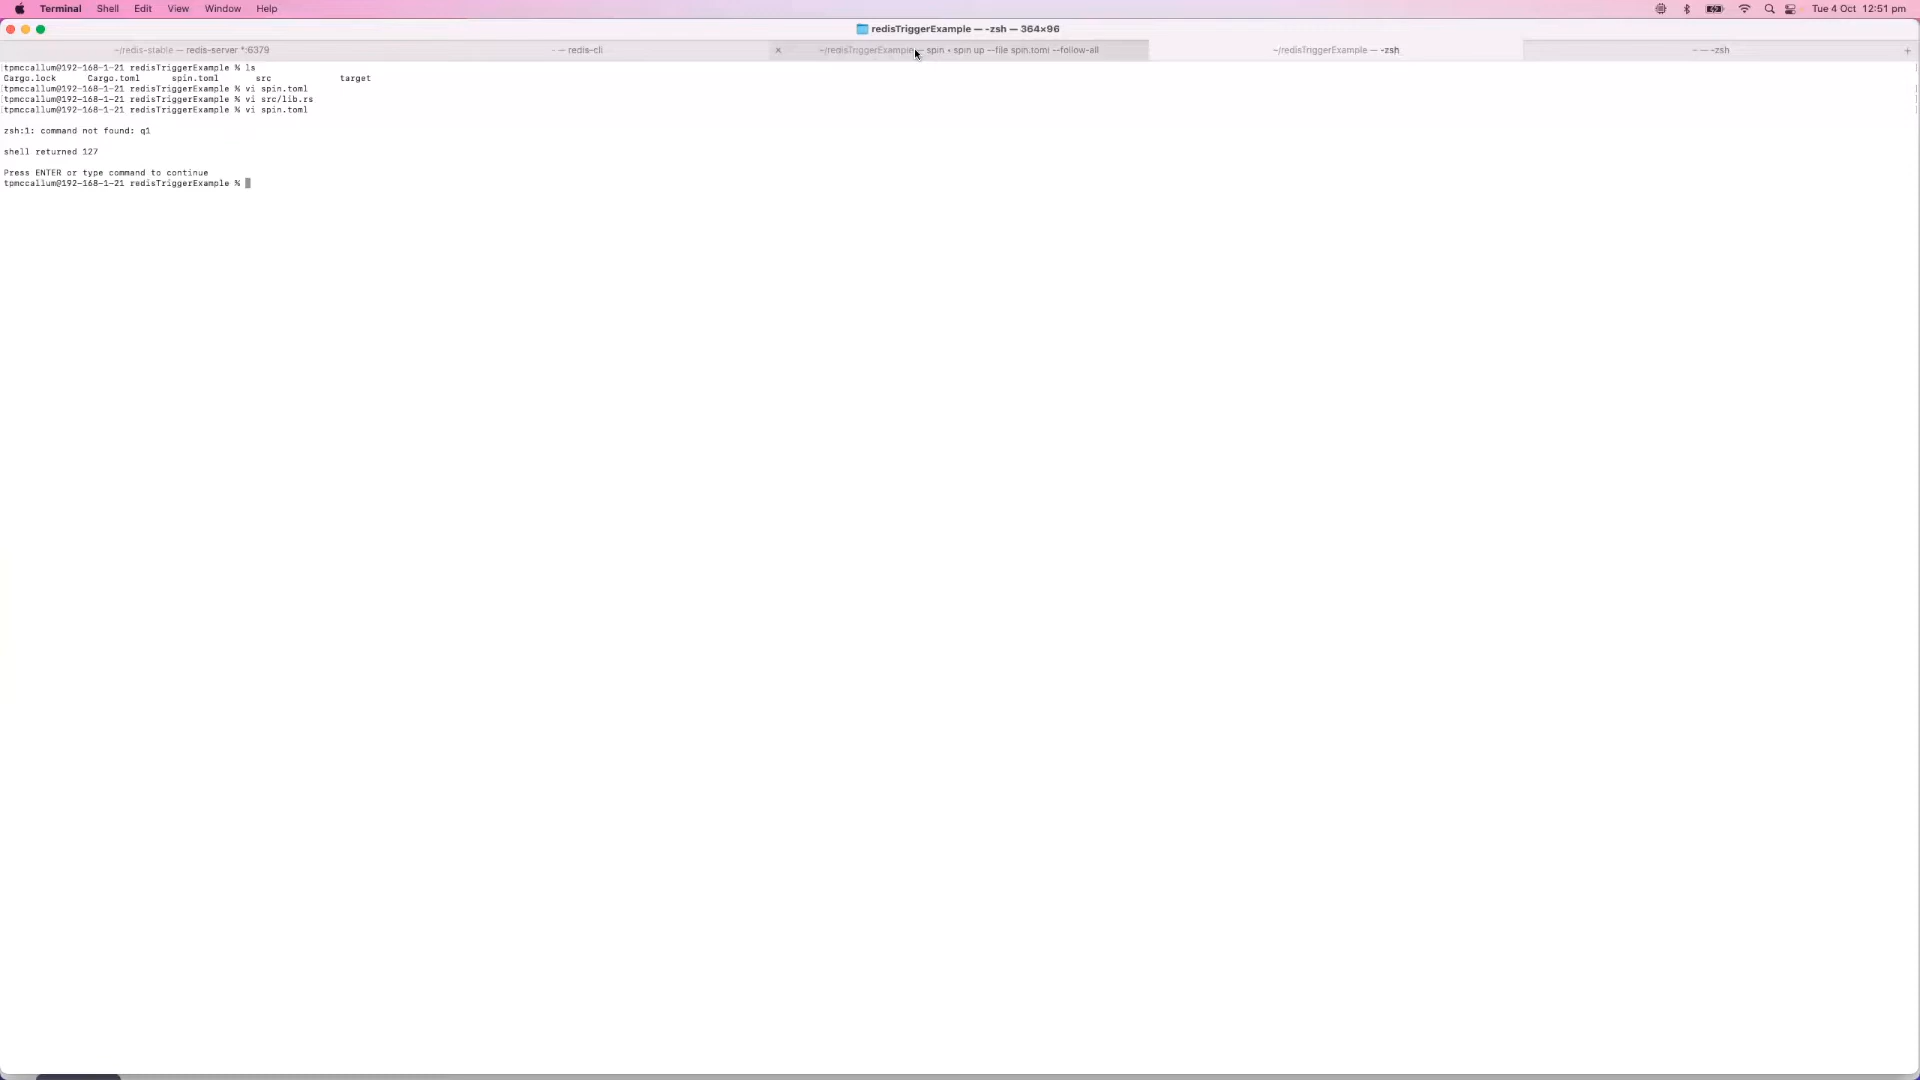 Terminal Shell Edit View Window Help Tue 4 Oct 12:51 pm
redisTriggerExample — -zsh — 364×96
~/redis-stable — redis-server *:6379 ~ — redis-cli ~/redisTriggerExample — spin • spin up --file spin.toml --follow-all ~/redisTriggerExample — -zsh ~ — -zsh
tpmccallum@192-168-1-21 redisTriggerExample % ls
Cargo.lock Cargo.toml spin.toml src target
tpmccallum@192-168-1-21 redisTriggerExample % vi spin.toml
tpmccallum@192-168-1-21 redisTriggerExample % vi src/lib.rs
tpmccallum@192-168-1-21 redisTriggerExample % vi spin.toml
zsh:1: command not found: q1
shell returned 127
Press ENTER or type command to continue
tpmccallum@192-168-1-21 redisTriggerExample %